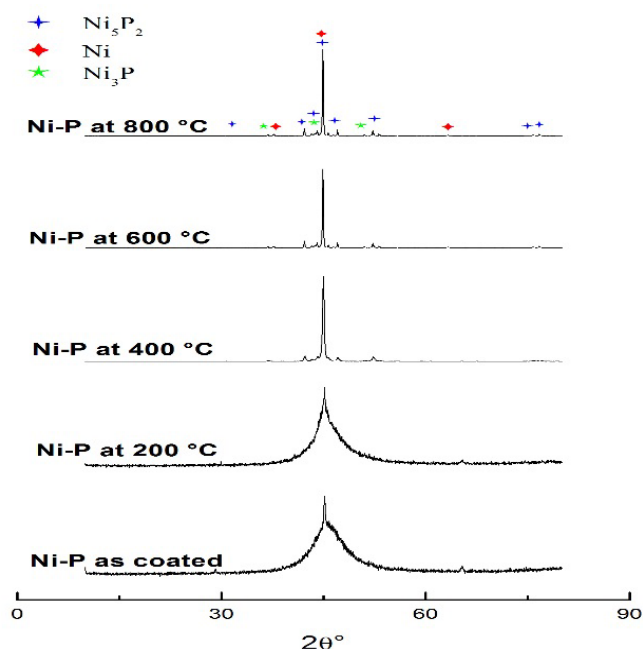 Ni₅P₂
Ni
Ni₃P
Ni-P at 800 °C
Ni-P at 600 °C
Ni-P at 400 °C
Ni-P at 200 °C
Ni-P as coated
0 30 60 90
2θ°